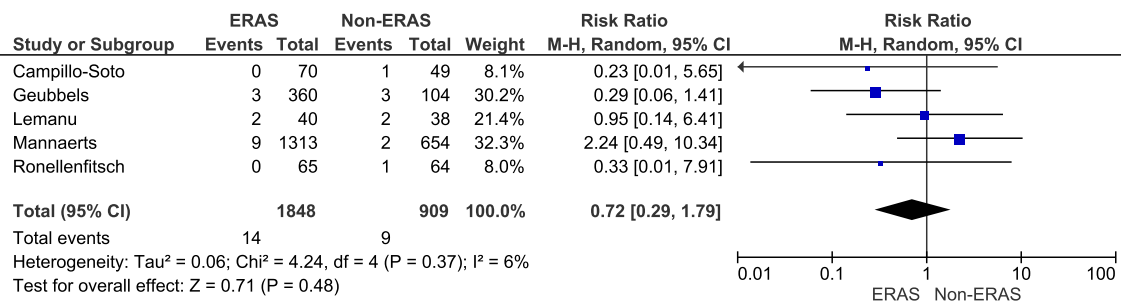 ERAS Non-ERAS Risk Ratio Risk Ratio
Study or Subgroup Events Total Events Total Weight M-H, Random, 95% CI M-H, Random, 95% CI
Campillo-Soto 0 70 1 49 8.1% 0.23 [0.01, 5.65]
Geubbels 3 360 3 104 30.2% 0.29 [0.06, 1.41]
Lemanu 2 40 2 38 21.4% 0.95 [0.14, 6.41]
Mannaerts 9 1313 2 654 32.3% 2.24 [0.49, 10.34]
Ronellenfitsch 0 65 1 64 8.0% 0.33 [0.01, 7.91]
Total (95% CI) 1848 909 100.0% 0.72 [0.29, 1.79]
Total events 14 9
Heterogeneity: Tau² = 0.06; Chi² = 4.24, df = 4 (P = 0.37); I² = 6%
Test for overall effect: Z = 0.71 (P = 0.48)
0.01 0.1 1 10 100
ERAS Non-ERAS